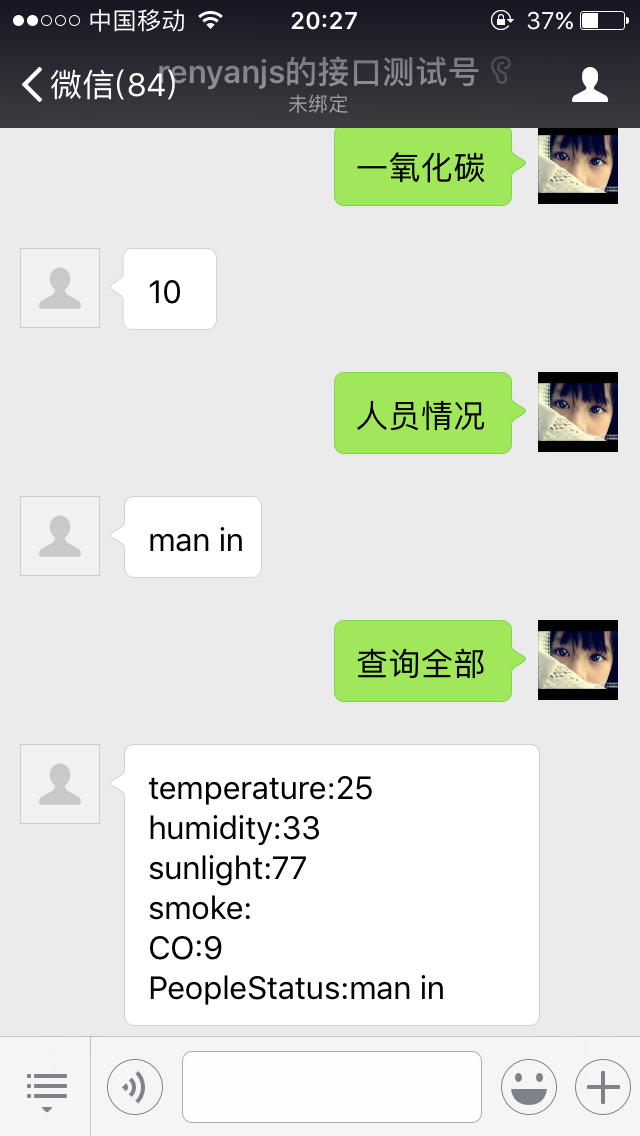 中国移动 20:27 37%
微信(84)
renyanjs的接口测试号
未绑定
一氧化碳
10
人员情况
man in
查询全部
temperature:25
humidity:33
sunlight:77
smoke:
CO:9
PeopleStatus:man in